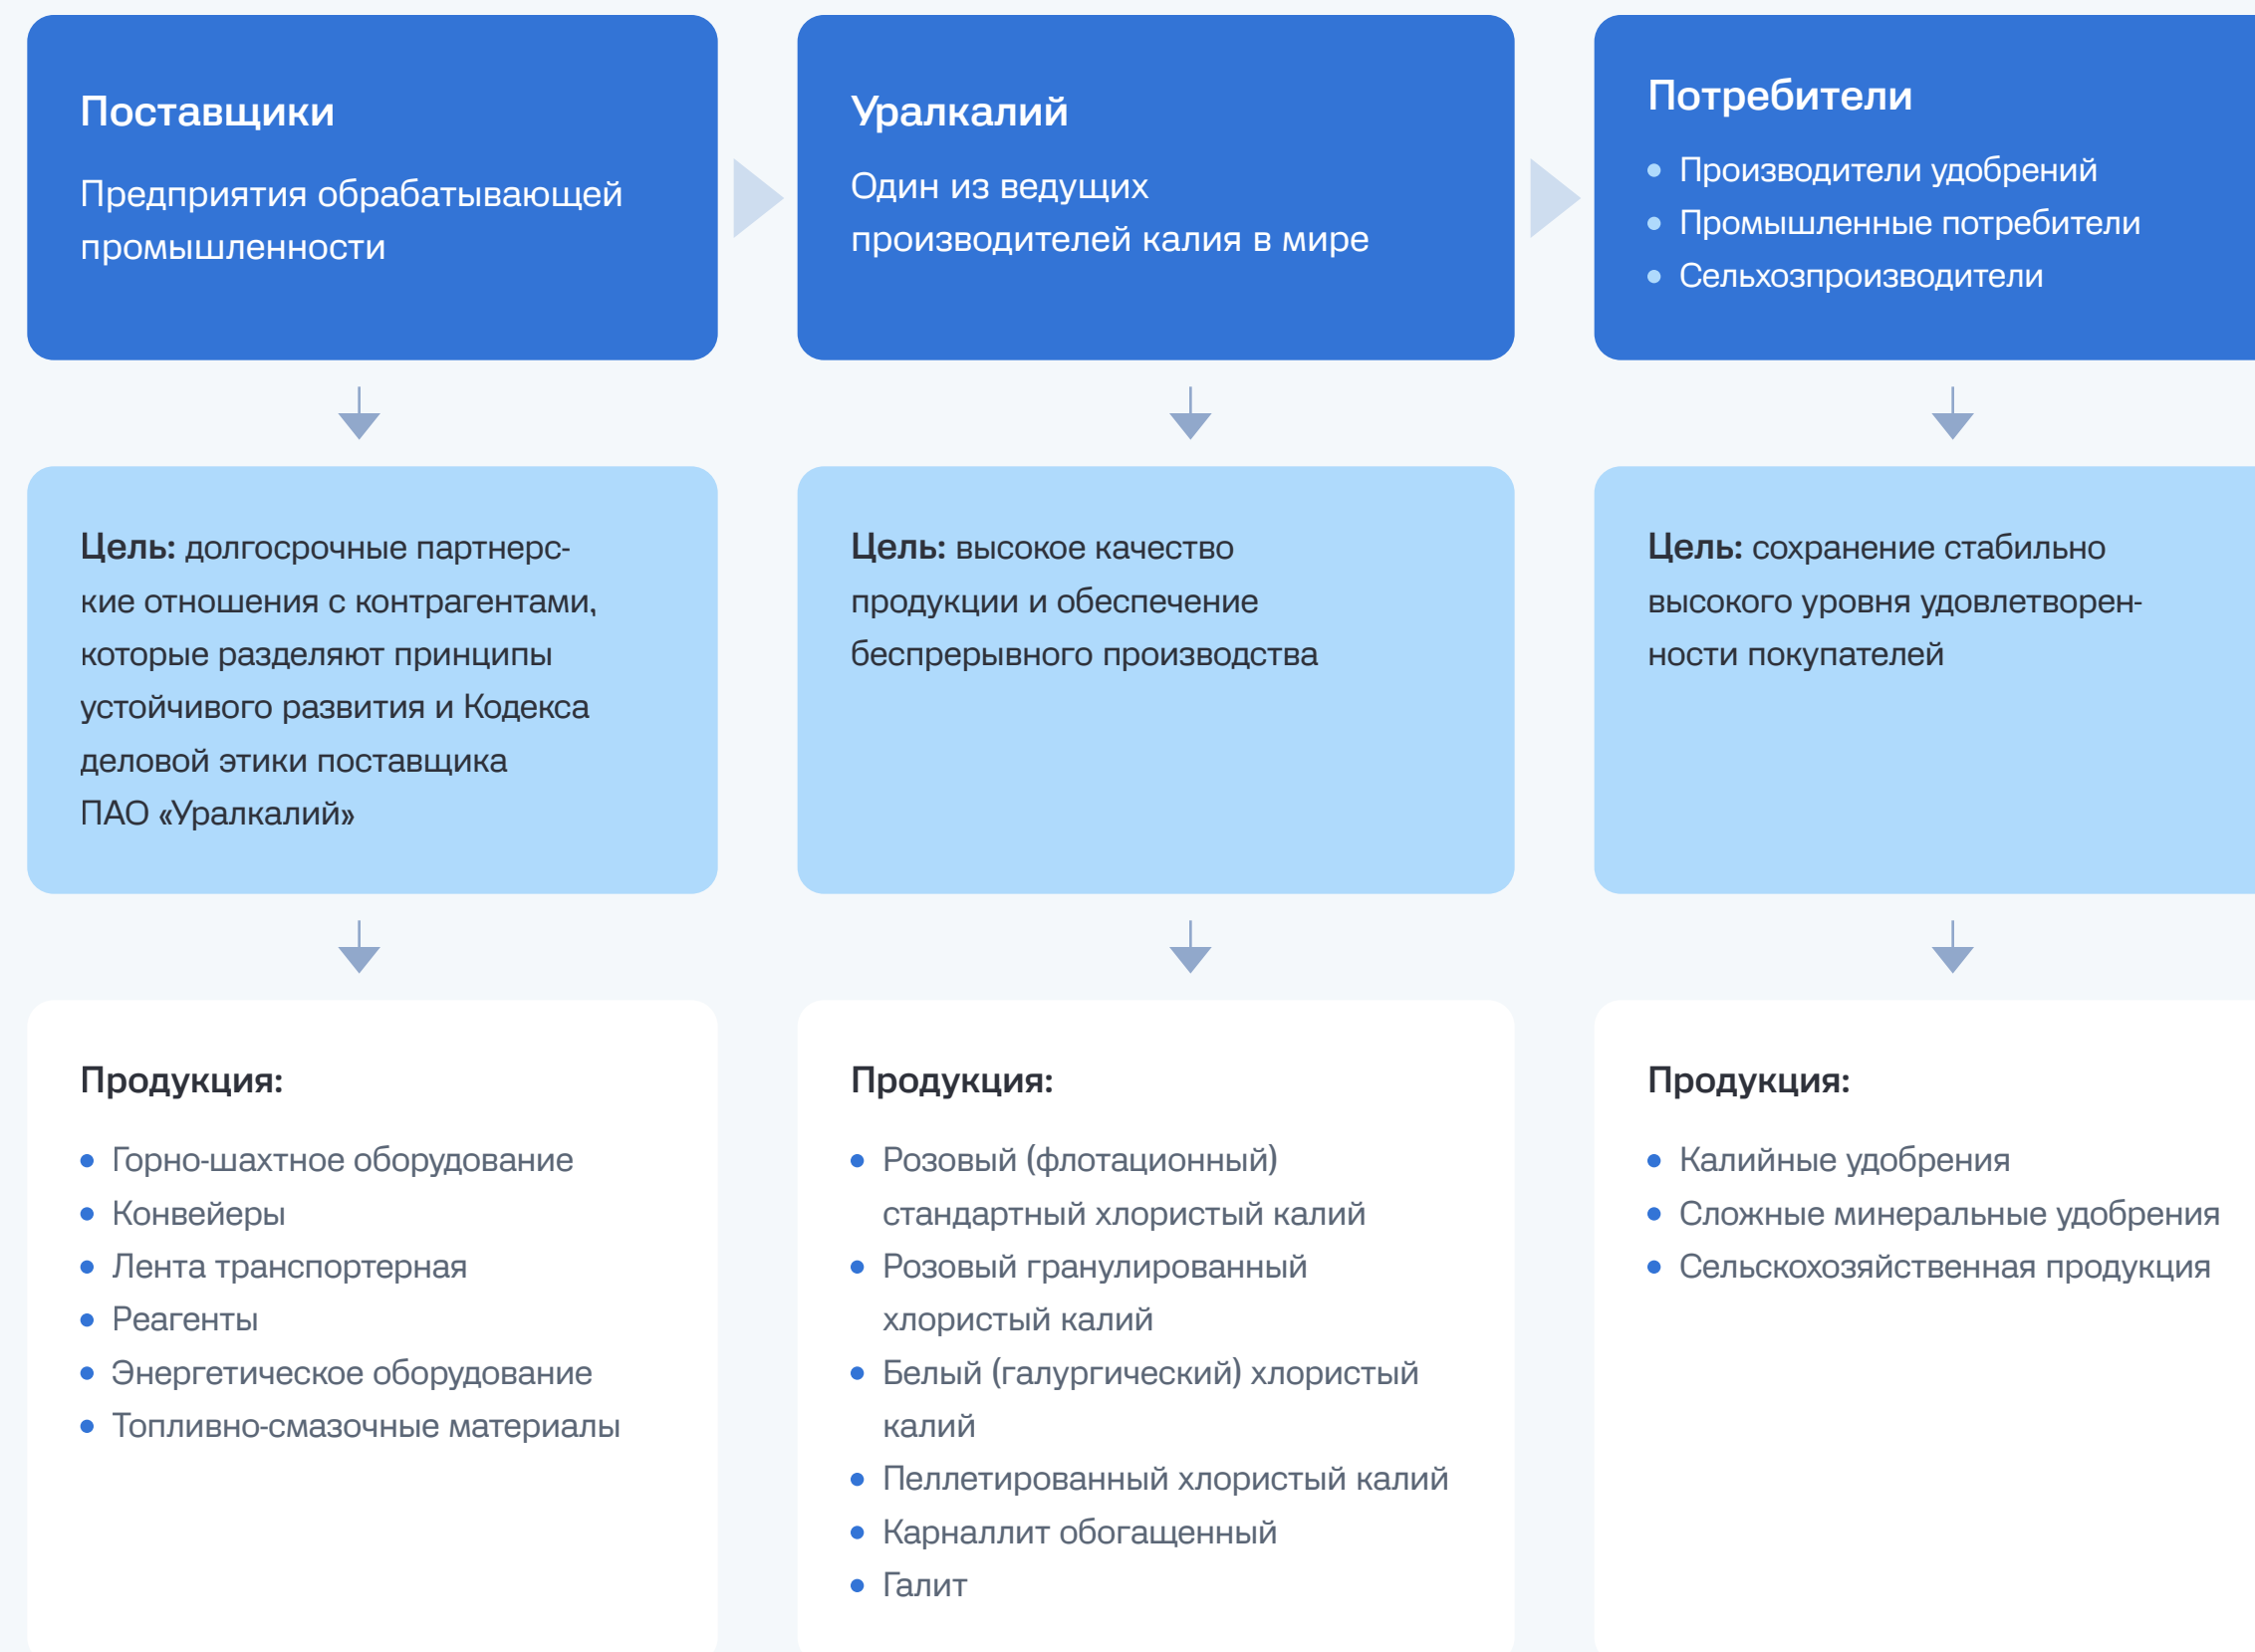 Поставщики
Предприятия обрабатывающей
промышленности
Уралкалий
Один из ведущих
производителей калия в мире
Потребители
Производители удобрений
Промышленные потребители
Сельхозпроизводители
Цель: долгосрочные партнерс-
кие отношения с контрагентами,
которые разделяют принципы
устойчивого развития и Кодекса
деловой этики поставщика
ПАО «Уралкалий»
Цель: высокое качество
продукции и обеспечение
беспрерывного производства
Цель: сохранение стабильно
высокого уровня удовлетворен-
ности покупателей
Продукция:
Горно-шахтное оборудование
Конвейеры
Лента транспортерная
Реагенты
Энергетическое оборудование
Топливно-смазочные материалы
Продукция:
Розовый (флотационный)
стандартный хлористый калий
Розовый гранулированный
хлористый калий
Белый (галургический) хлористый
калий
Пеллетированный хлористый калий
Карналлит обогащенный
Галит
Продукция:
Калийные удобрения
Сложные минеральные удобрения
Сельскохозяйственная продукция